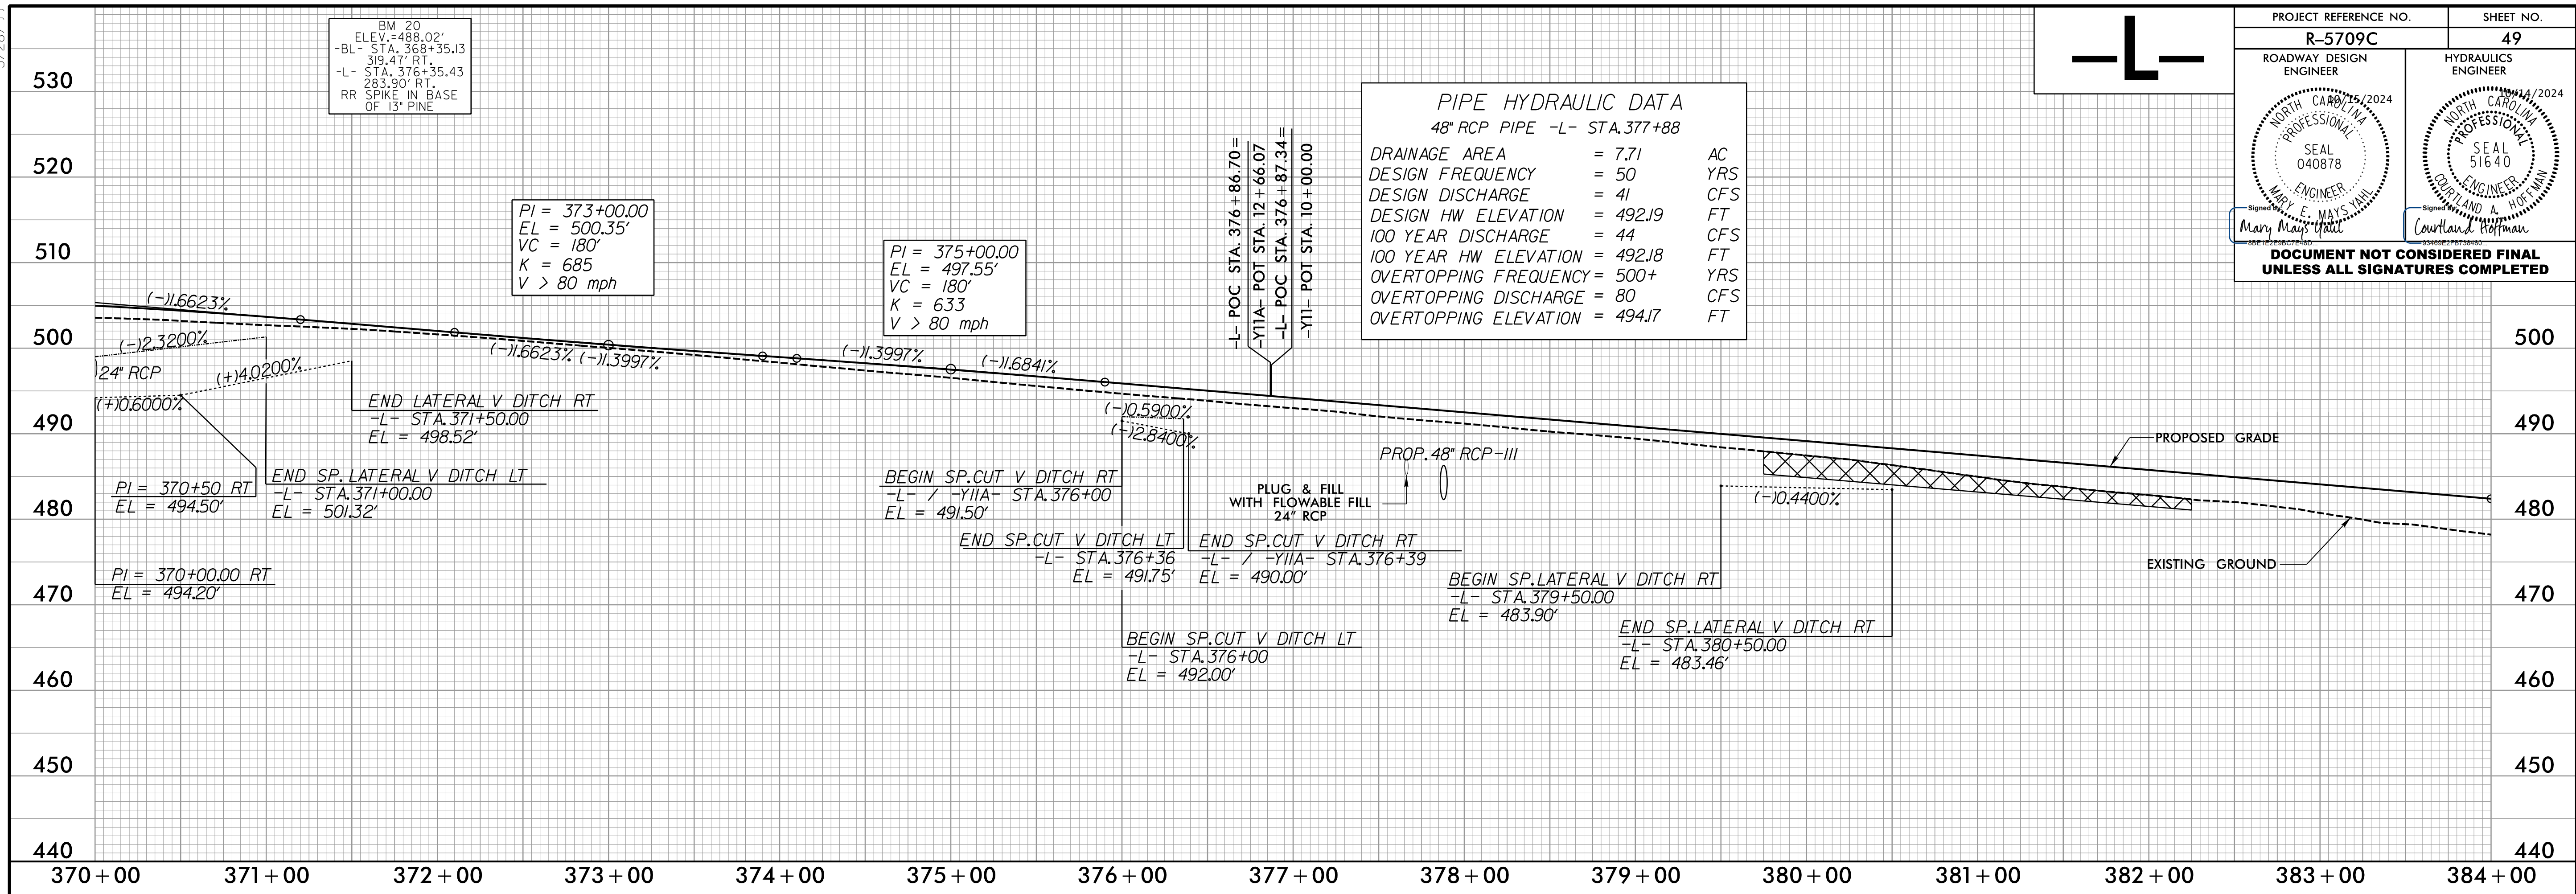 BM 20
ELEV.=488.02'
-BL- STA. 368+35.13
319.47' RT.
-L- STA. 376+35.43
283.90' RT.
RR SPIKE IN BASE
OF 13" PINE
-L-
PROJECT REFERENCE NO.
SHEET NO.
R-5709C
49
ROADWAY DESIGN
ENGINEER
HYDRAULICS
ENGINEER
10/15/2024
10/14/2024
NORTH CAROLINA
PROFESSIONAL
SEAL
040878
ENGINEER
MARY E. MAYS YAHL
NORTH CAROLINA
PROFESSIONAL
SEAL
51640
ENGINEER
COURTLAND A. HOFFMAN
Signed by:
Mary Mays Yahl
Signed by:
Courtland Hoffman
DOCUMENT NOT CONSIDERED FINAL
UNLESS ALL SIGNATURES COMPLETED
PIPE HYDRAULIC DATA
48" RCP PIPE -L- STA.377+88
DRAINAGE AREA = 7.71 AC
DESIGN FREQUENCY = 50 YRS
DESIGN DISCHARGE = 41 CFS
DESIGN HW ELEVATION = 492.19 FT
100 YEAR DISCHARGE = 44 CFS
100 YEAR HW ELEVATION = 492.18 FT
OVERTOPPING FREQUENCY = 500+ YRS
OVERTOPPING DISCHARGE = 80 CFS
OVERTOPPING ELEVATION = 494.17 FT
PI = 373+00.00
EL = 500.35'
VC = 180'
K = 685
V > 80 mph
PI = 375+00.00
EL = 497.55'
VC = 180'
K = 633
V > 80 mph
-L- POC STA. 376+86.70=
-Y11A- POT STA. 12+66.07
-L- POC STA. 376+87.34=
-Y11- POT STA. 10+00.00
(-)1.6623%
(-)2.3200%
24" RCP
(+)4.0200%
(+)0.6000%
(-)1.6623%
(-)1.3997%
(-)1.3997%
(-)1.6841%
END LATERAL V DITCH RT
-L- STA.371+50.00
EL = 498.52'
END SP.LATERAL V DITCH LT
-L- STA.371+00.00
EL = 501.32'
PI = 370+50 RT
EL = 494.50'
PI = 370+00.00 RT
EL = 494.20'
(-)0.5900%
(-)2.8400%
BEGIN SP.CUT V DITCH RT
-L- / -Y11A- STA.376+00
EL = 491.50'
END SP.CUT V DITCH LT
-L- STA.376+36
EL = 491.75'
END SP.CUT V DITCH RT
-L- / -Y11A- STA.376+39
EL = 490.00'
BEGIN SP.CUT V DITCH LT
-L- STA.376+00
EL = 492.00'
PROP.48" RCP-III
PLUG & FILL
WITH FLOWABLE FILL
24" RCP
(-)0.4400%
BEGIN SP.LATERAL V DITCH RT
-L- STA.379+50.00
EL = 483.90'
END SP.LATERAL V DITCH RT
-L- STA.380+50.00
EL = 483.46'
PROPOSED GRADE
EXISTING GROUND
530
520
510
500
490
480
470
460
450
440
500
490
480
470
460
450
440
370+00
371+00
372+00
373+00
374+00
375+00
376+00
377+00
378+00
379+00
380+00
381+00
382+00
383+00
384+00